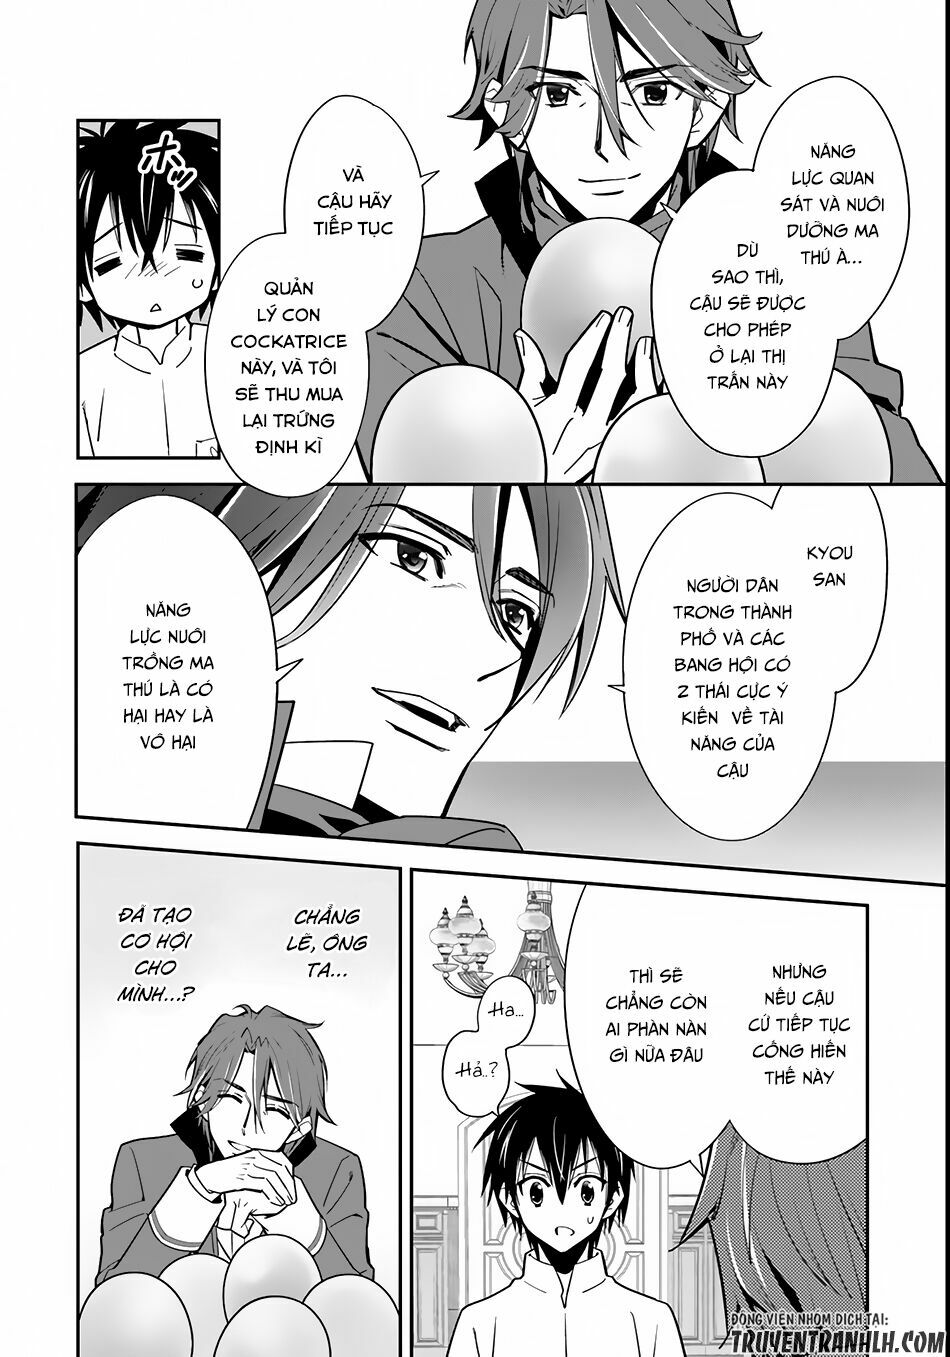 NĂNG
LỰC QUAN
SÁT VÀ NUÔI
DƯỠNG MA
THÚ À...
DÙ
SAO THÌ,
CẬU SẼ ĐƯỢC
CHO PHÉP
Ở LẠI THỊ
TRẤN NÀY
VÀ
CẬU HÃY
TIẾP TỤC
QUẢN
LÝ CON
COCKATRICE
NÀY, VÀ TÔI
SẼ THU MUA
LẠI TRỨNG
ĐỊNH KÌ
ホッ
KYOU
SAN
NGƯỜI DÂN
TRONG THÀNH
PHỐ VÀ CÁC
BANG HỘI CÓ
2 THÁI CỰC Ý
KIẾN VỀ TÀI
NĂNG CỦA
CẬU
NĂNG
LỰC NUÔI
TRỒNG MA
THÚ LÀ CÓ
HẠI HAY LÀ
VÔ HẠI
NHƯNG
NẾU CẬU
CỨ TIẾP TỤC
CỐNG HIẾN
THẾ NÀY
THÌ SẼ
CHẲNG CÒN
AI PHÀN NÀN
GÌ NỮA ĐÂU
Ha...
Hả..?
CHẲNG
LẼ, ÔNG
TA...
ĐÃ TẠO
CƠ HỘI
CHO
MÌNH...?
ĐỘNG VIÊN NHÓM DỊCH TẠI:
TRUYENTRANHLH.COM